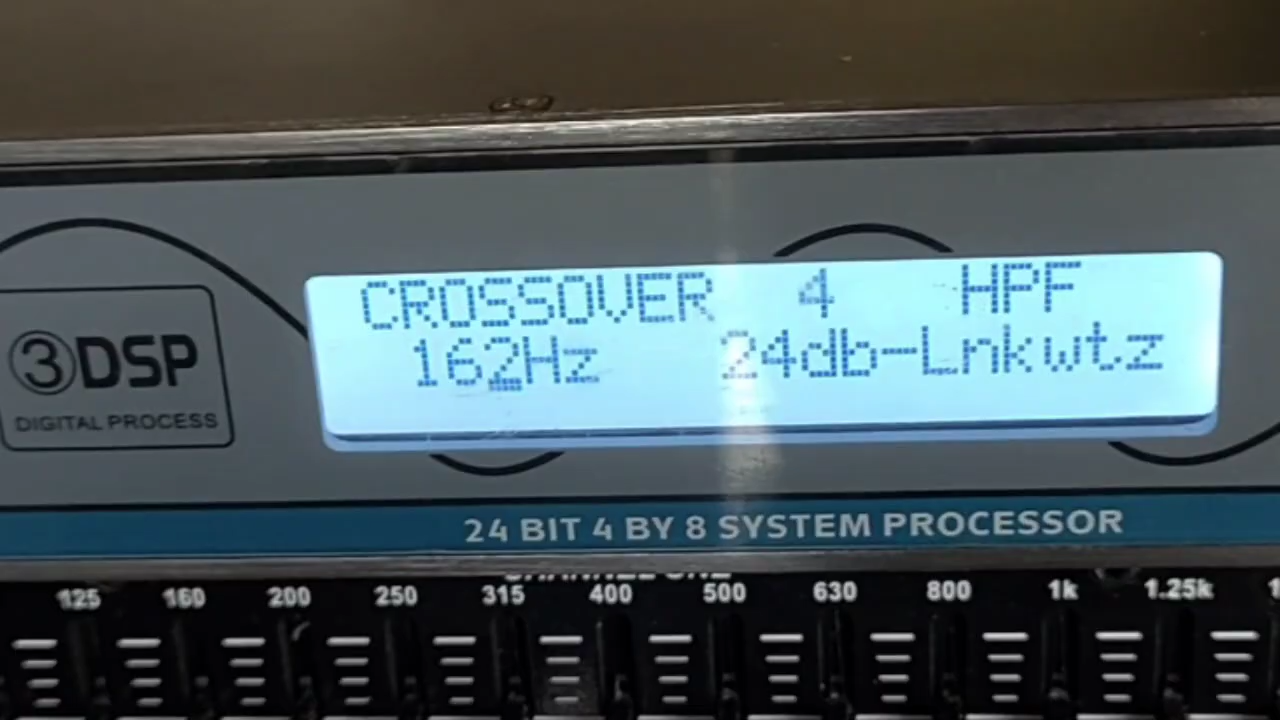 CROSSOVER 4 HPF
162Hz 24db-Lnkwtz
3DSP
DIGITAL PROCESS
24 BIT 4 BY 8 SYSTEM PROCESSOR
125 160 200 250 315 400 500 630 800 1k 1.25k